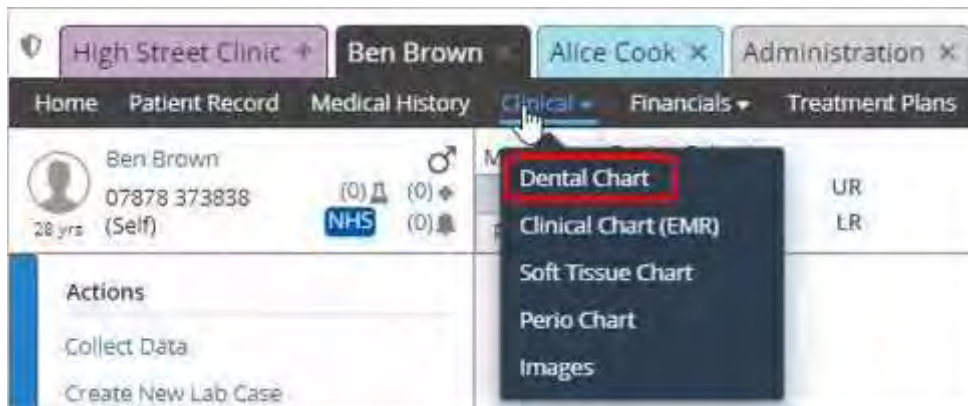 High Street Clinic + Ben Brown × Alice Cook × Administration ×
Home Patient Record Medical History Clinical Financials Treatment Plans
Ben Brown
07878 373838 (0) (0)
28 yrs (Self) NHS (0)
UR
LR
Dental Chart
Clinical Chart (EMR)
Soft Tissue Chart
Perio Chart
Images
Actions
Collect Data
Create New Lab Case